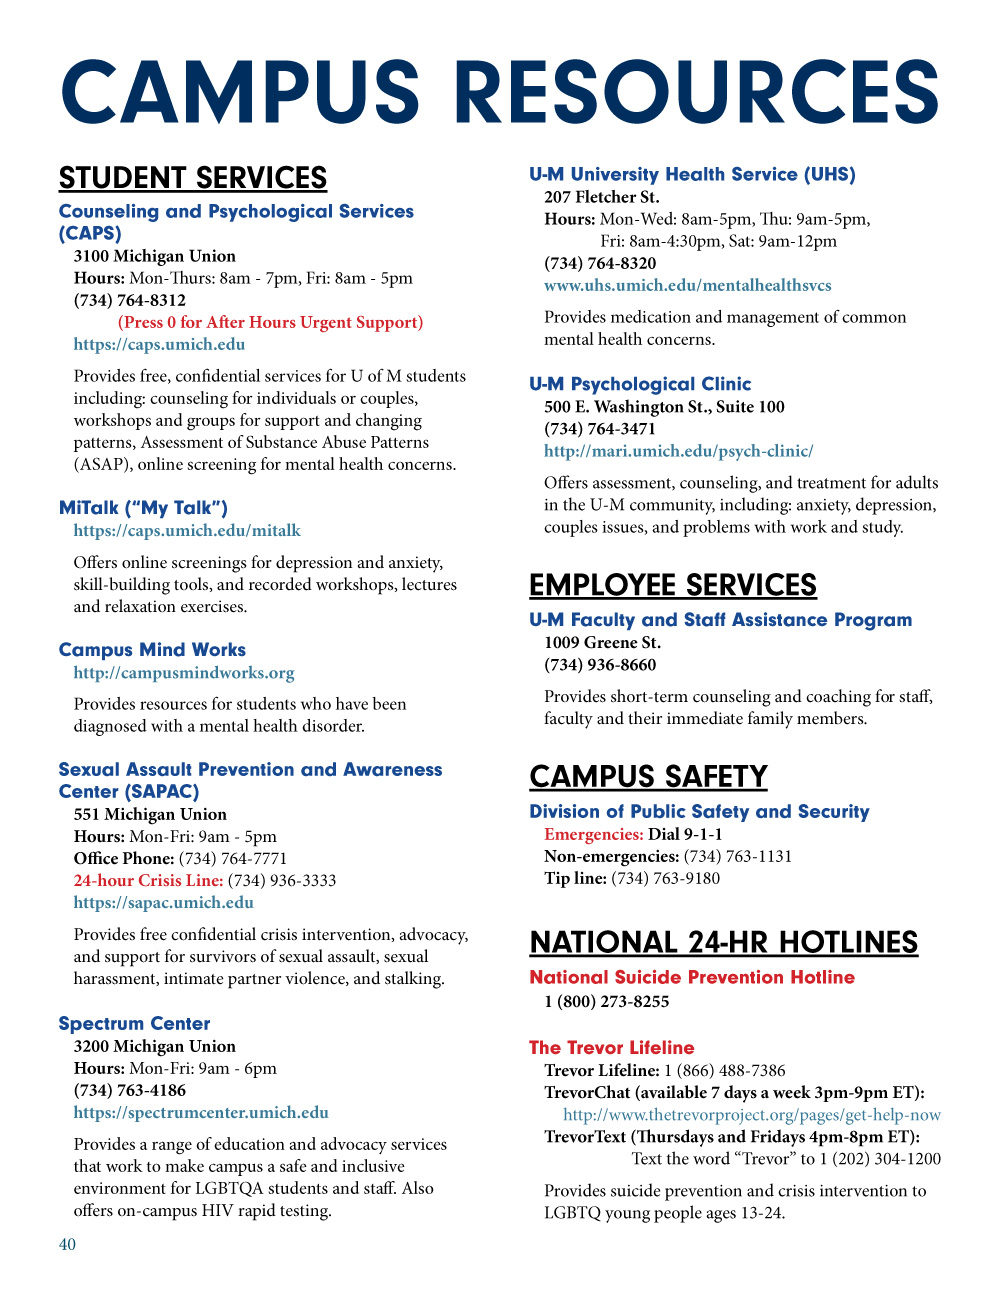 CAMPUS RESOURCES
STUDENT SERVICES
Counseling and Psychological Services
(CAPS)
3100 Michigan Union
Hours: Mon-Thurs: 8am - 7pm, Fri: 8am - 5pm
(734) 764-8312
(Press 0 for After Hours Urgent Support)
https://caps.umich.edu
Provides free, confidential services for U of M students
including: counseling for individuals or couples,
workshops and groups for support and changing
patterns, Assessment of Substance Abuse Patterns
(ASAP), online screening for mental health concerns.
MiTalk (“My Talk”)
https://caps.umich.edu/mitalk
Offers online screenings for depression and anxiety,
skill-building tools, and recorded workshops, lectures
and relaxation exercises.
Campus Mind Works
http://campusmindworks.org
Provides resources for students who have been
diagnosed with a mental health disorder.
Sexual Assault Prevention and Awareness
Center (SAPAC)
551 Michigan Union
Hours: Mon-Fri: 9am - 5pm
Office Phone: (734) 764-7771
24-hour Crisis Line: (734) 936-3333
https://sapac.umich.edu
Provides free confidential crisis intervention, advocacy,
and support for survivors of sexual assault, sexual
harassment, intimate partner violence, and stalking.
Spectrum Center
3200 Michigan Union
Hours: Mon-Fri: 9am - 6pm
(734) 763-4186
https://spectrumcenter.umich.edu
Provides a range of education and advocacy services
that work to make campus a safe and inclusive
environment for LGBTQA students and staff. Also
offers on-campus HIV rapid testing.
40
U-M University Health Service (UHS)
207 Fletcher St.
Hours: Mon-Wed: 8am-5pm, Thu: 9am-5pm,
Fri: 8am-4:30pm, Sat: 9am-12pm
(734) 764-8320
www.uhs.umich.edu/mentalhealthsvcs
Provides medication and management of common
mental health concerns.
U-M Psychological Clinic
500 E. Washington St., Suite 100
(734) 764-3471
http://mari.umich.edu/psych-clinic/
Offers assessment, counseling, and treatment for adults
in the U-M community, including: anxiety, depression,
couples issues, and problems with work and study.
EMPLOYEE SERVICES
U-M Faculty and Staff Assistance Program
1009 Greene St.
(734) 936-8660
Provides short-term counseling and coaching for staff,
faculty and their immediate family members.
CAMPUS SAFETY
Division of Public Safety and Security
Emergencies: Dial 9-1-1
Non-emergencies: (734) 763-1131
Tip line: (734) 763-9180
NATIONAL 24-HR HOTLINES
National Suicide Prevention Hotline
1 (800) 273-8255
The Trevor Lifeline
Trevor Lifeline: 1 (866) 488-7386
TrevorChat (available 7 days a week 3pm-9pm ET):
http://www.thetrevorproject.org/pages/get-help-now
TrevorText (Thursdays and Fridays 4pm-8pm ET):
Text the word “Trevor” to 1 (202) 304-1200
Provides suicide prevention and crisis intervention to
LGBTQ young people ages 13-24.